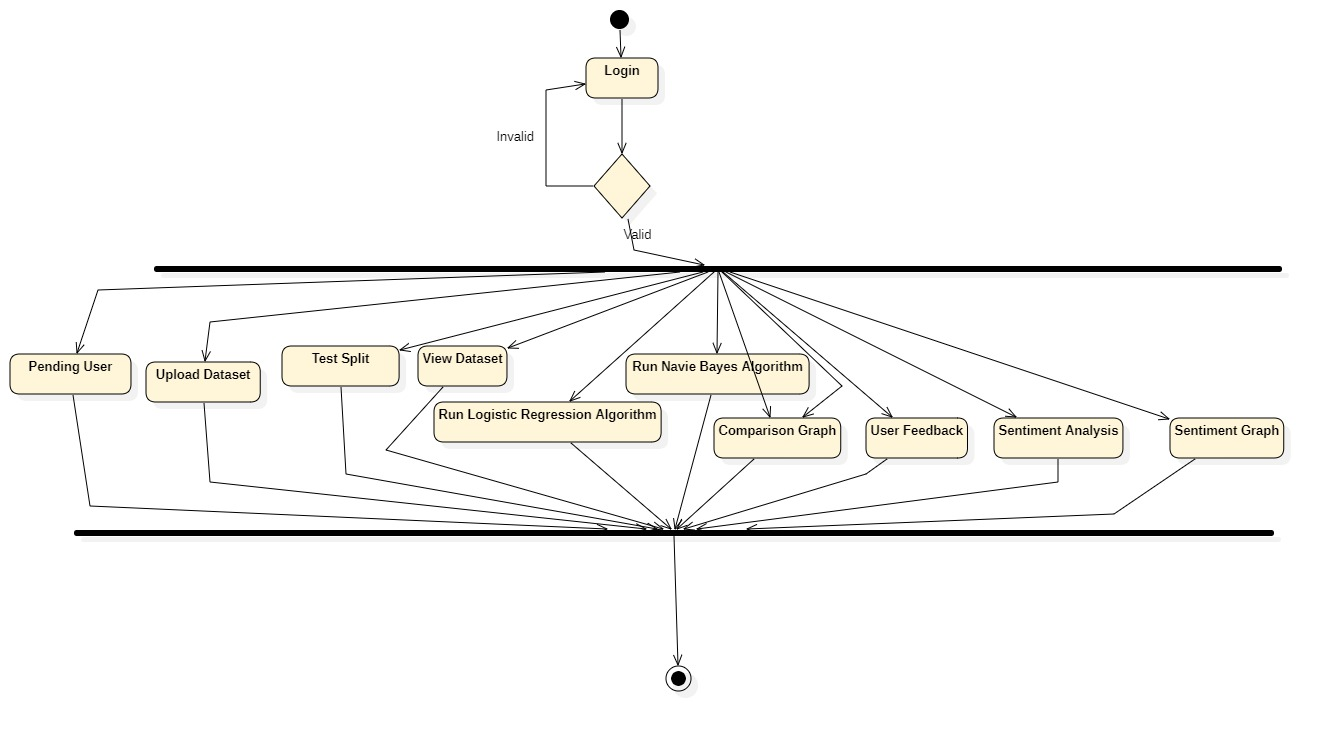 Login
Invalid
Valid
Pending User
Upload Dataset
Test Split
View Dataset
Run Logistic Regression Algorithm
Run Navie Bayes Algorithm
Comparison Graph
User Feedback
Sentiment Analysis
Sentiment Graph